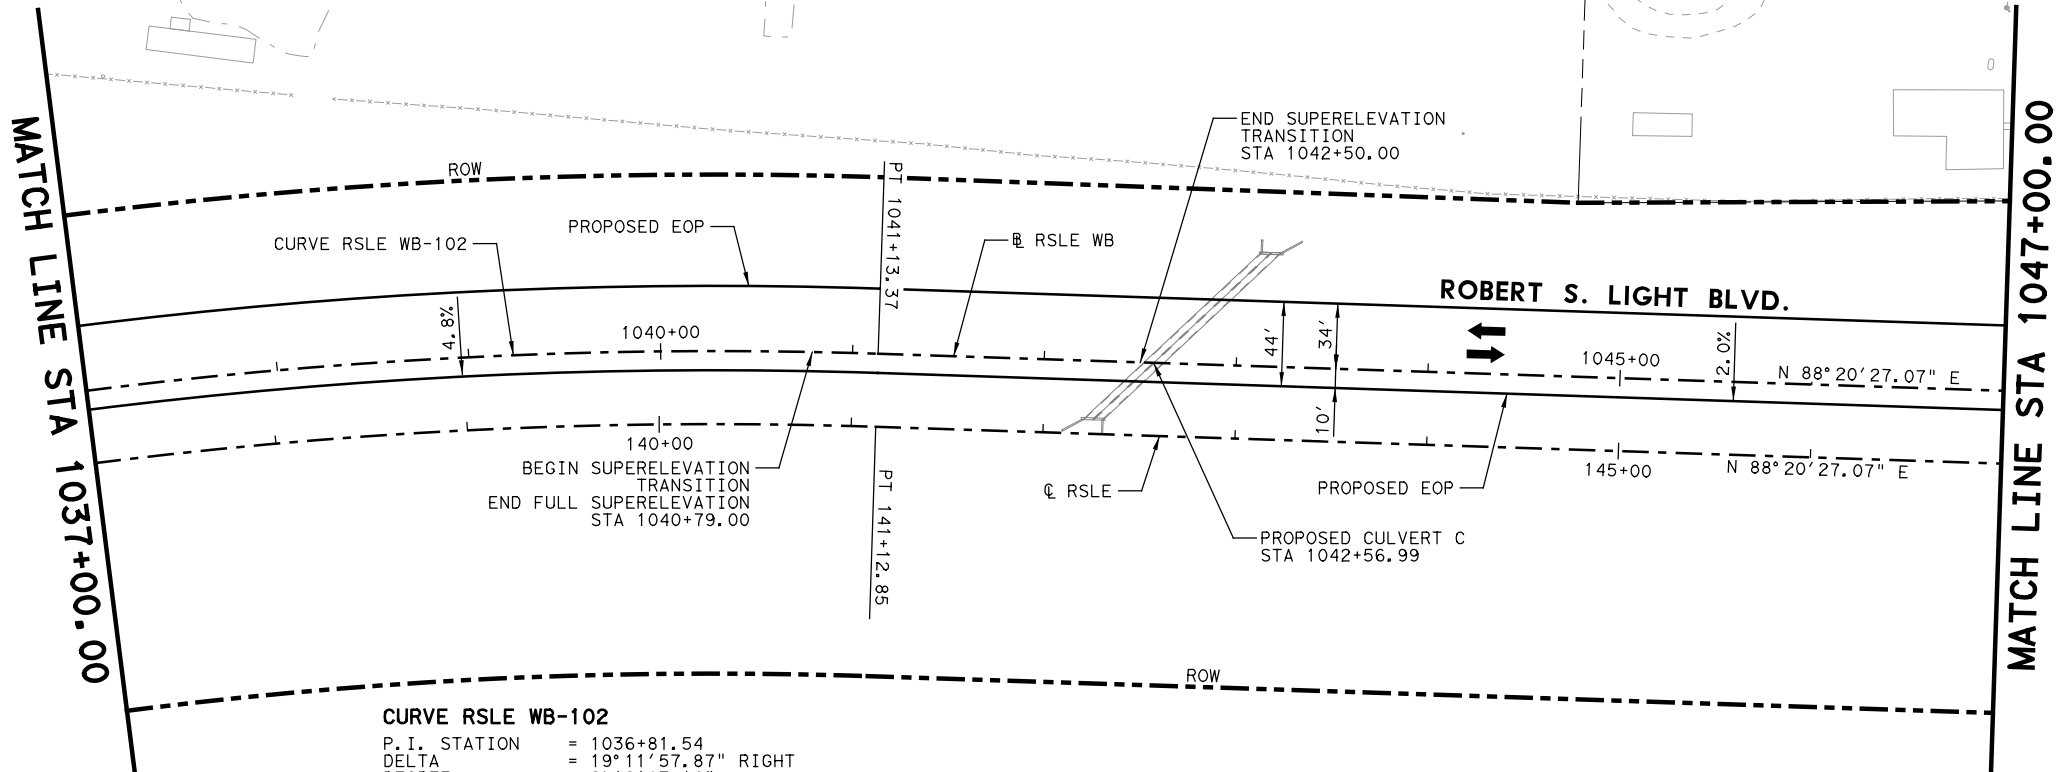 MATCH LINE STA 1037+00.00
ROW
CURVE RSLE WB-102
PROPOSED EOP
PT 1041+13.37
℄ RSLE WB
END SUPERELEVATION
TRANSITION
STA 1042+50.00
ROBERT S. LIGHT BLVD.
4.8%
1040+00
44'
34'
10'
1045+00
2.0%
N 88°20'27.07" E
140+00
145+00
N 88°20'27.07" E
BEGIN SUPERELEVATION
TRANSITION
END FULL SUPERELEVATION
STA 1040+79.00
PT 141+12.85
℄ RSLE
PROPOSED EOP
PROPOSED CULVERT C
STA 1042+56.99
ROW
MATCH LINE STA 1047+00.00
CURVE RSLE WB-102
P.I. STATION = 1036+81.54
DELTA = 19°11'57.87" RIGHT